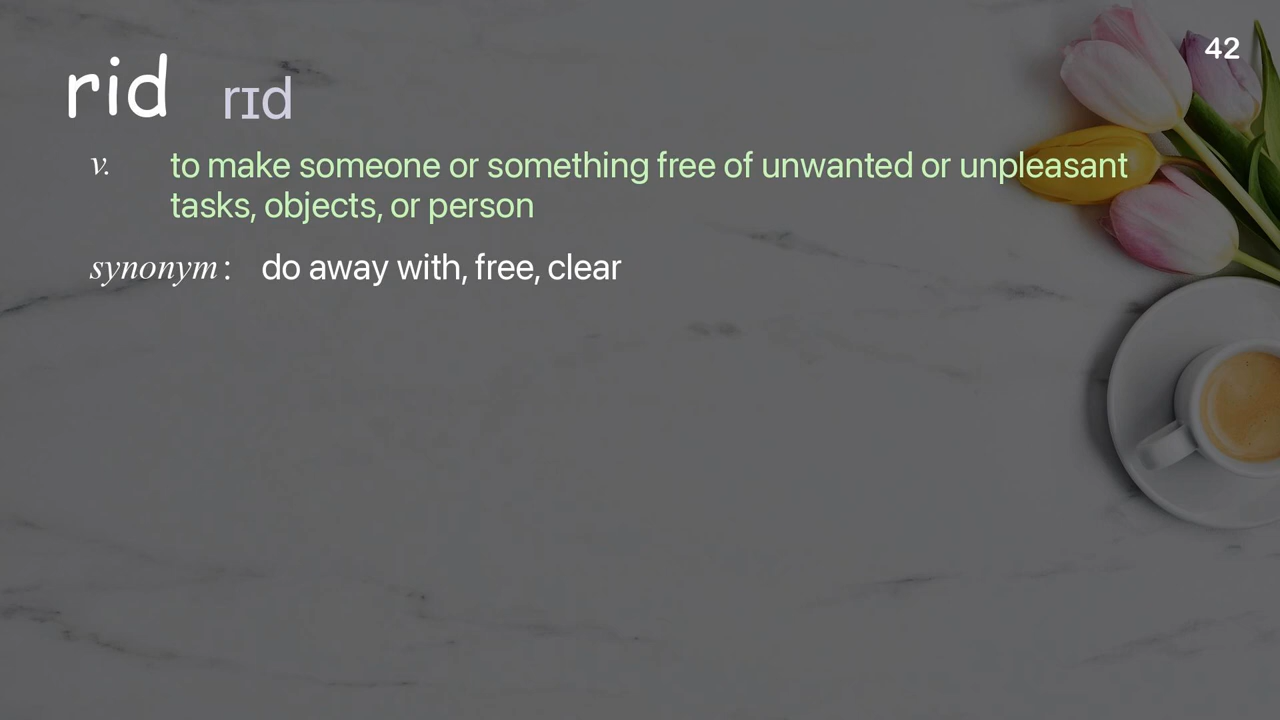 42
rid rɪd
v. to make someone or something free of unwanted or unpleasant
tasks, objects, or person
synonym : do away with, free, clear